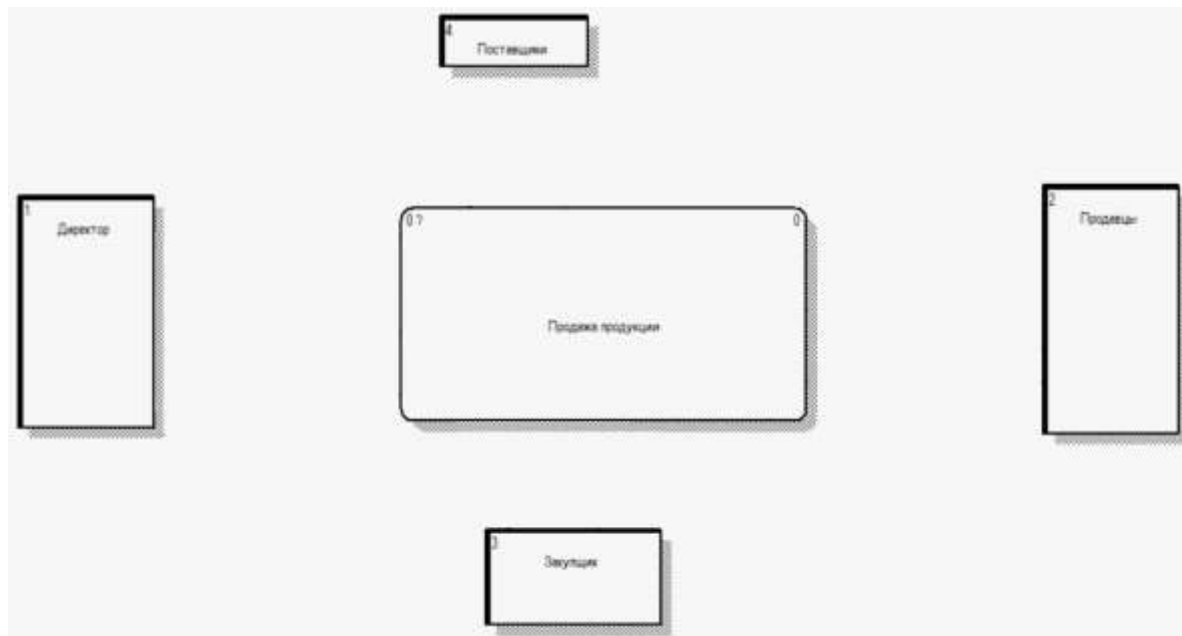 4
Поставщики
1
Директор
0 ?
0
Продажа продукции
2
Продавцы
3
Закупщик